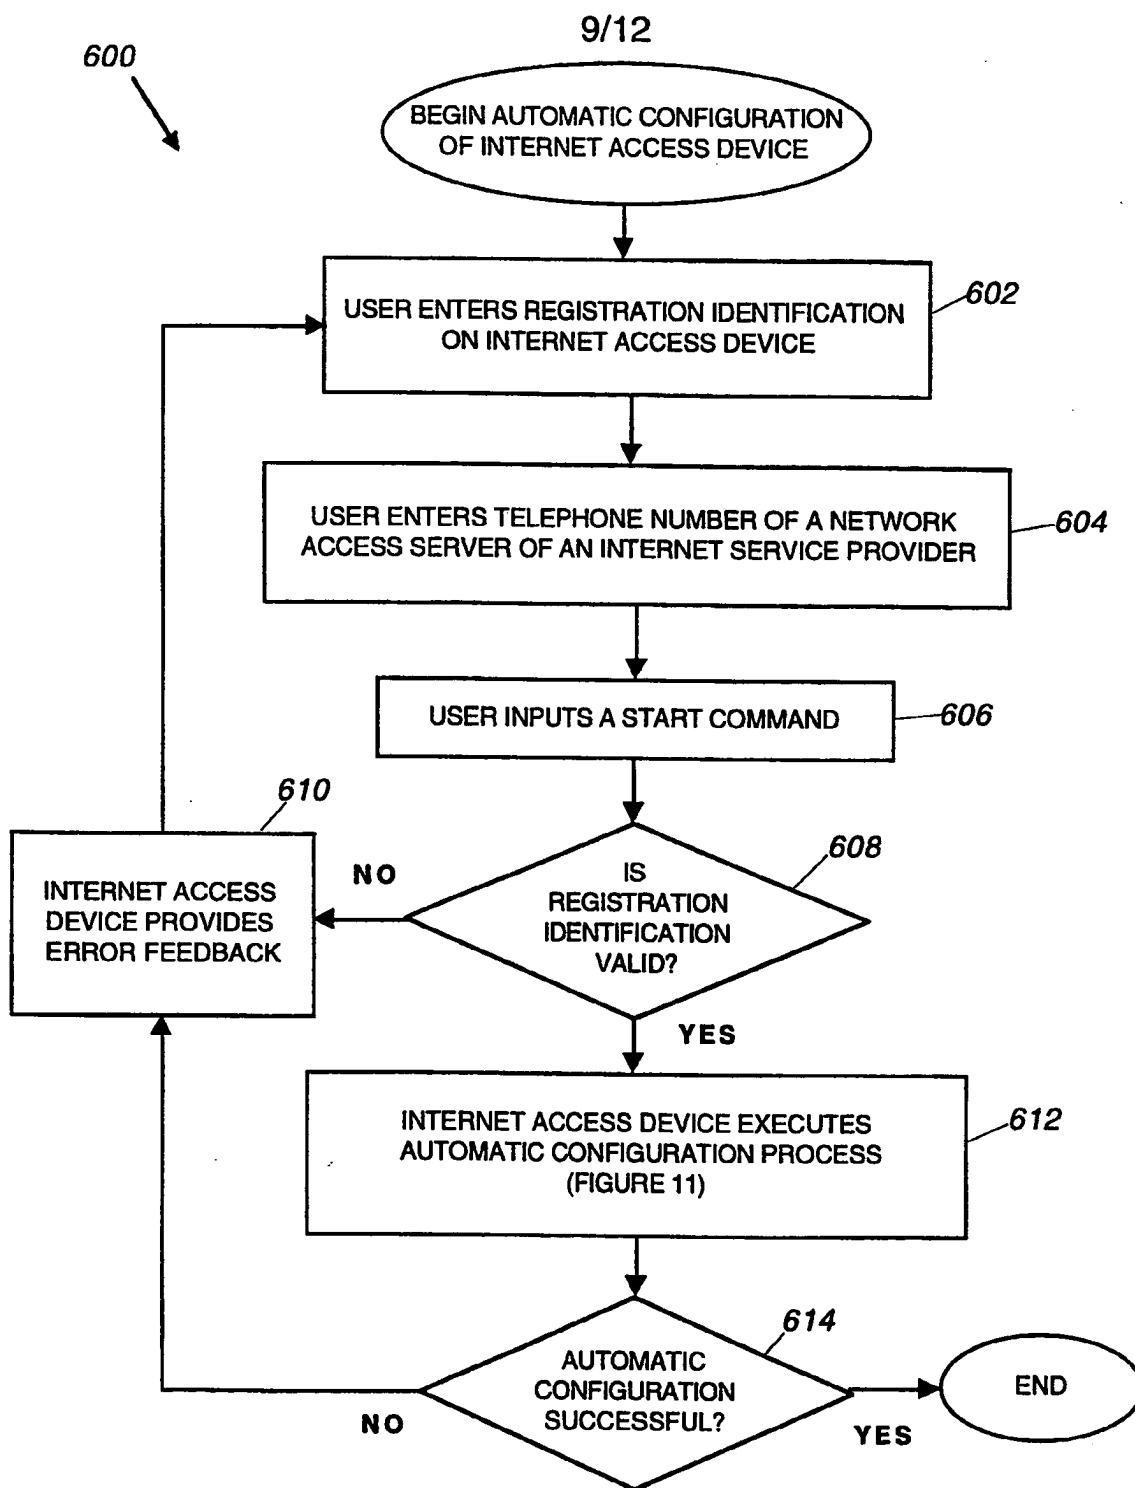 9/12
600
BEGIN AUTOMATIC CONFIGURATION
OF INTERNET ACCESS DEVICE
USER ENTERS REGISTRATION IDENTIFICATION
ON INTERNET ACCESS DEVICE
602
USER ENTERS TELEPHONE NUMBER OF A NETWORK
ACCESS SERVER OF AN INTERNET SERVICE PROVIDER
604
USER INPUTS A START COMMAND
606
610
INTERNET ACCESS
DEVICE PROVIDES
ERROR FEEDBACK
NO
IS
REGISTRATION
IDENTIFICATION
VALID?
608
YES
INTERNET ACCESS DEVICE EXECUTES
AUTOMATIC CONFIGURATION PROCESS
(FIGURE 11)
612
AUTOMATIC
CONFIGURATION
SUCCESSFUL?
614
NO
YES
END